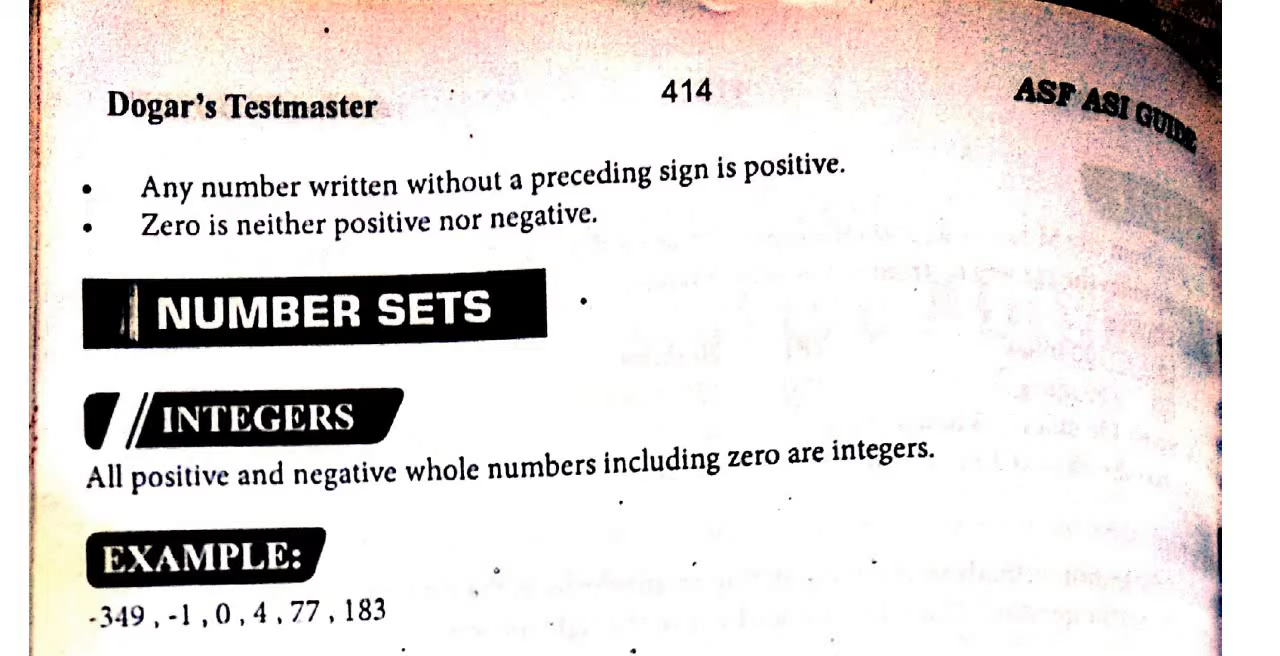 Dogar's Testmaster 414 ASF ASI GUIDE
• Any number written without a preceding sign is positive.
• Zero is neither positive nor negative.
NUMBER SETS
INTEGERS
All positive and negative whole numbers including zero are integers.
EXAMPLE:
-349 , -1 , 0 , 4 , 77 , 183